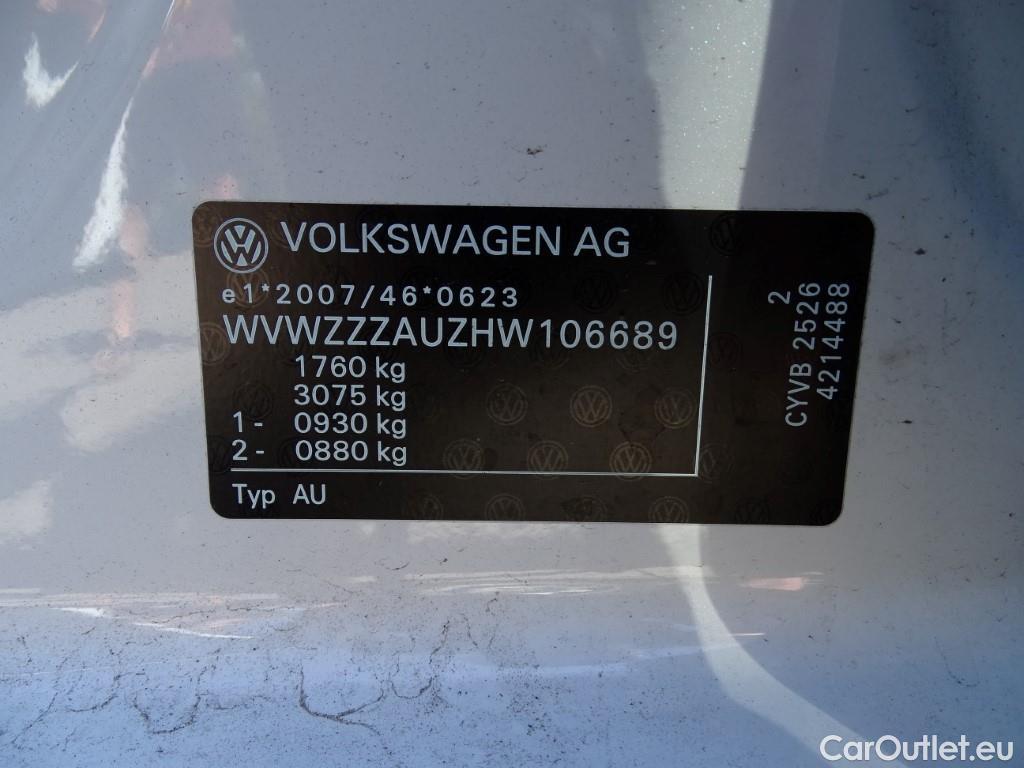 VOLKSWAGEN AG
e1*2007/46*0623
WVWZZZAUZHW106689
1760 kg
3075 kg
1 - 0930 kg
2 - 0880 kg
Typ AU
2
CYVB 2526
4214488
CarOutlet.eu